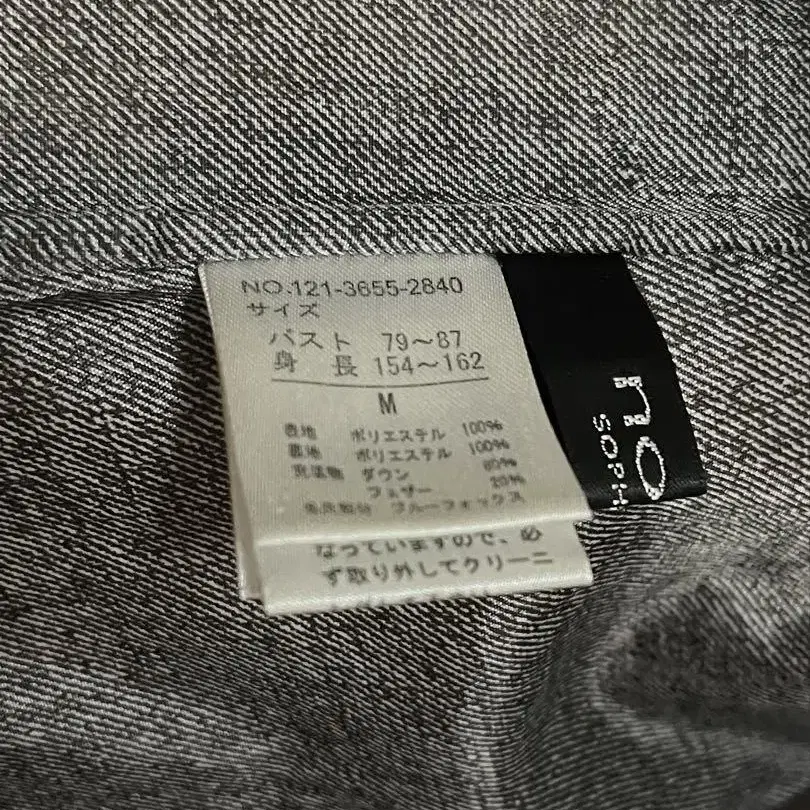 NO.121-3655-2840
サイズ
バスト 79～87
身長 154～162
M
表地 ポリエステル 100%
裏地 ポリエステル 100%
充填物 ダウン 80%
フェザー 20%
毛皮部分 ブルーフォックス
なっていますので、必
ず取り外してクリーニ
no
SOPH